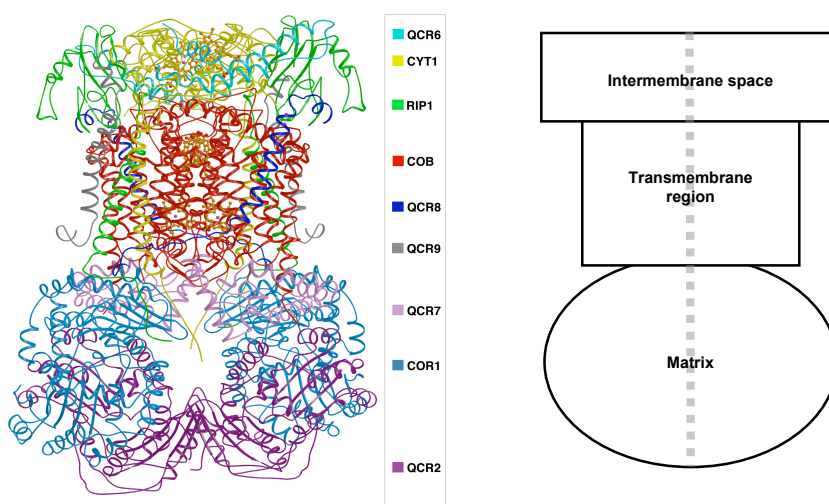 QCR6
CYT1
RIP1
COB
QCR8
QCR9
QCR7
COR1
QCR2
Intermembrane space
Transmembrane
region
Matrix